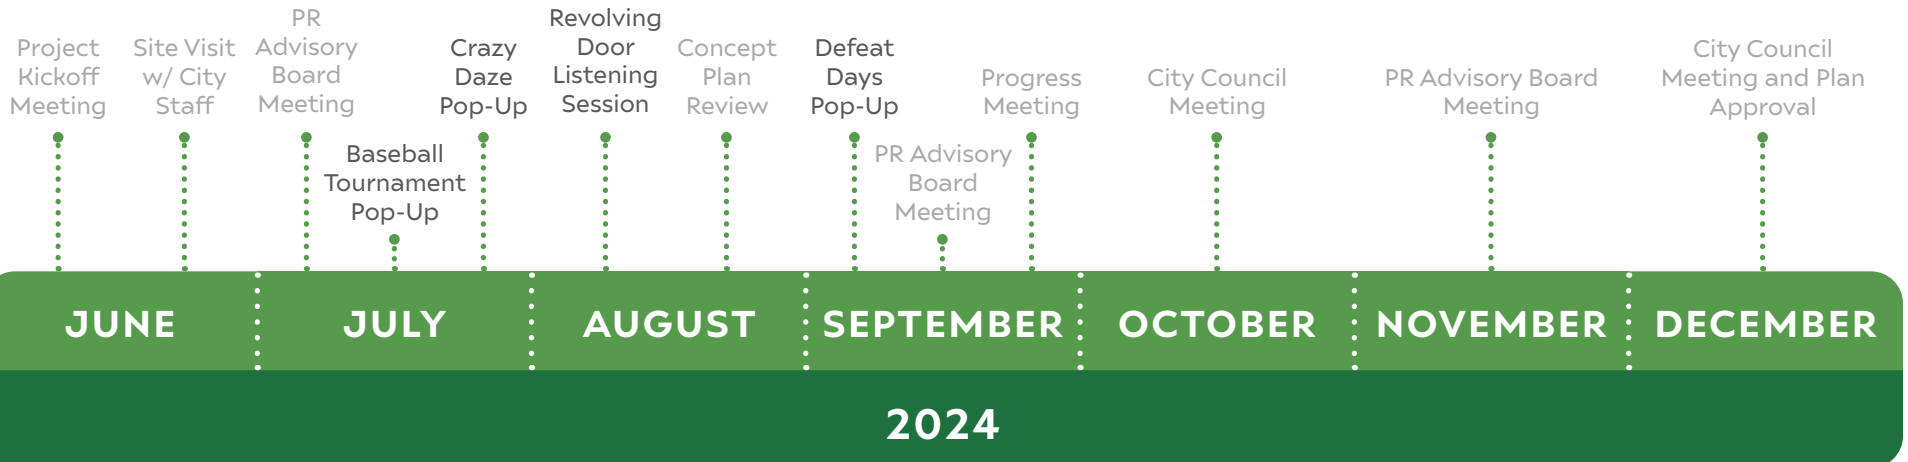 Project
Kickoff
Meeting
Site Visit
w/ City
Staff
PR
Advisory
Board
Meeting
Baseball
Tournament
Pop-Up
Crazy
Daze
Pop-Up
Revolving
Door
Listening
Session
Concept
Plan
Review
Defeat
Days
Pop-Up
PR Advisory
Board
Meeting
Progress
Meeting
City Council
Meeting
PR Advisory Board
Meeting
City Council
Meeting and Plan
Approval
JUNE
JULY
AUGUST
SEPTEMBER
OCTOBER
NOVEMBER
DECEMBER
2024